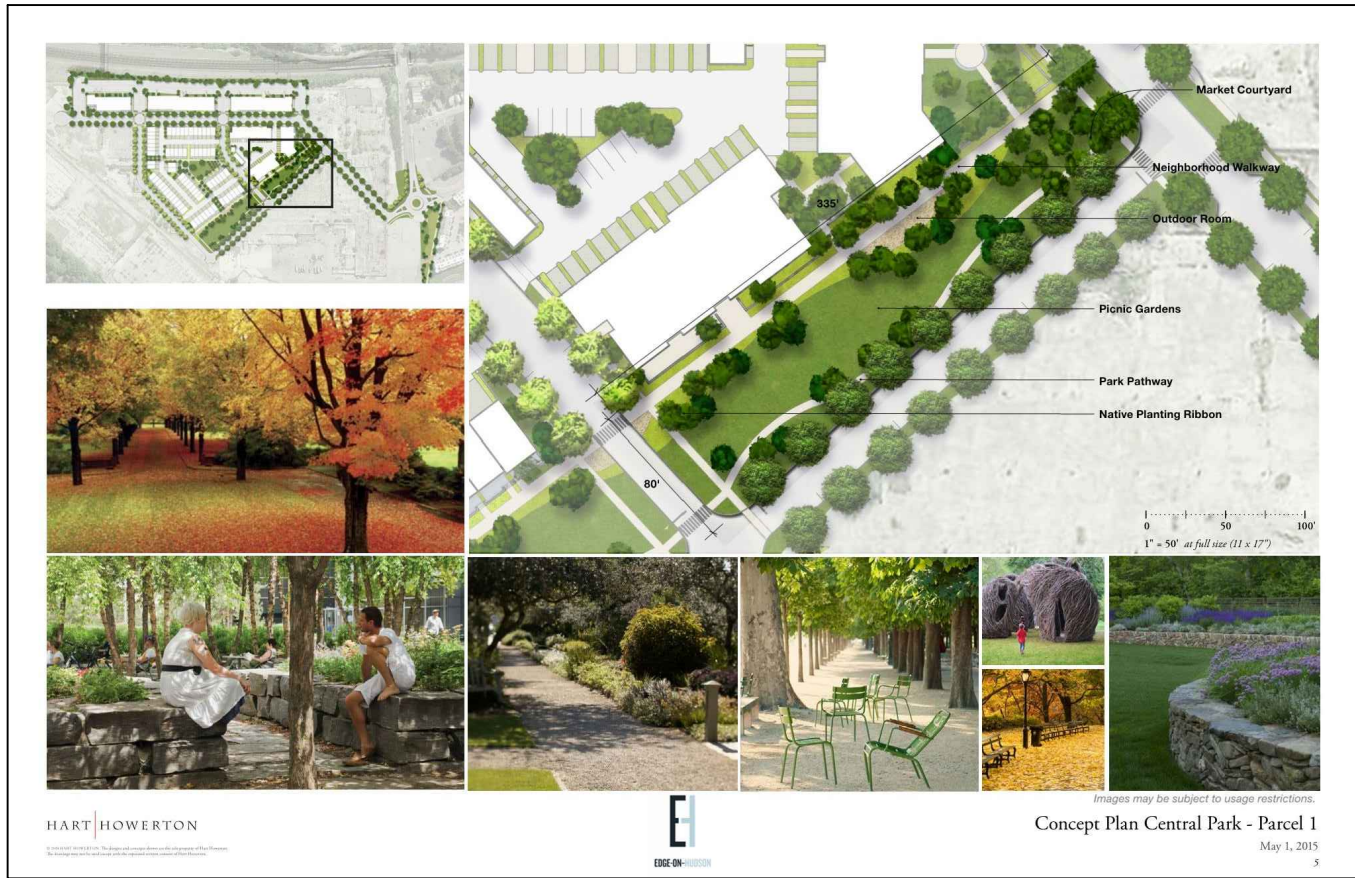 Market Courtyard
Neighborhood Walkway
335'
Outdoor Room
Picnic Gardens
Park Pathway
Native Planting Ribbon
80'
0 50 100'
1" = 50' at full size (11 x 17")
Images may be subject to usage restrictions.
HART HOWERTON
EH
EDGE-ON-HUDSON
Concept Plan Central Park - Parcel 1
May 1, 2015
5